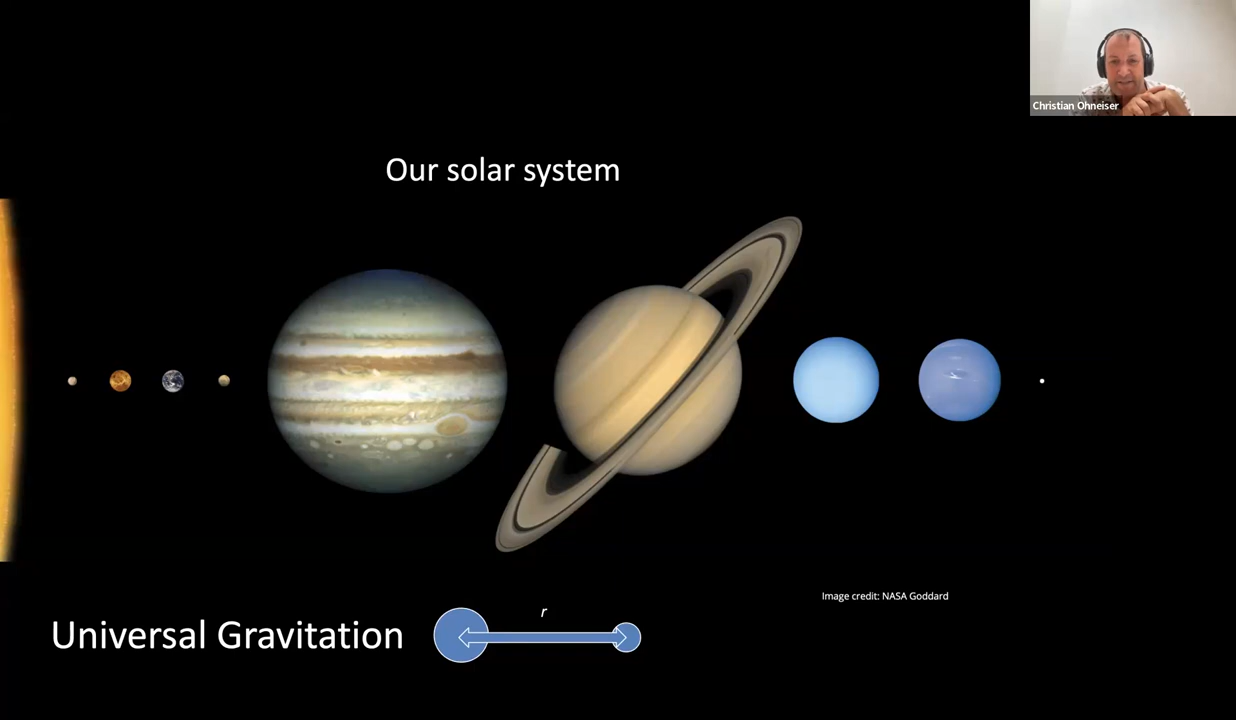 Christian Ohneiser
Our solar system
Image credit: NASA Goddard
r
Universal Gravitation